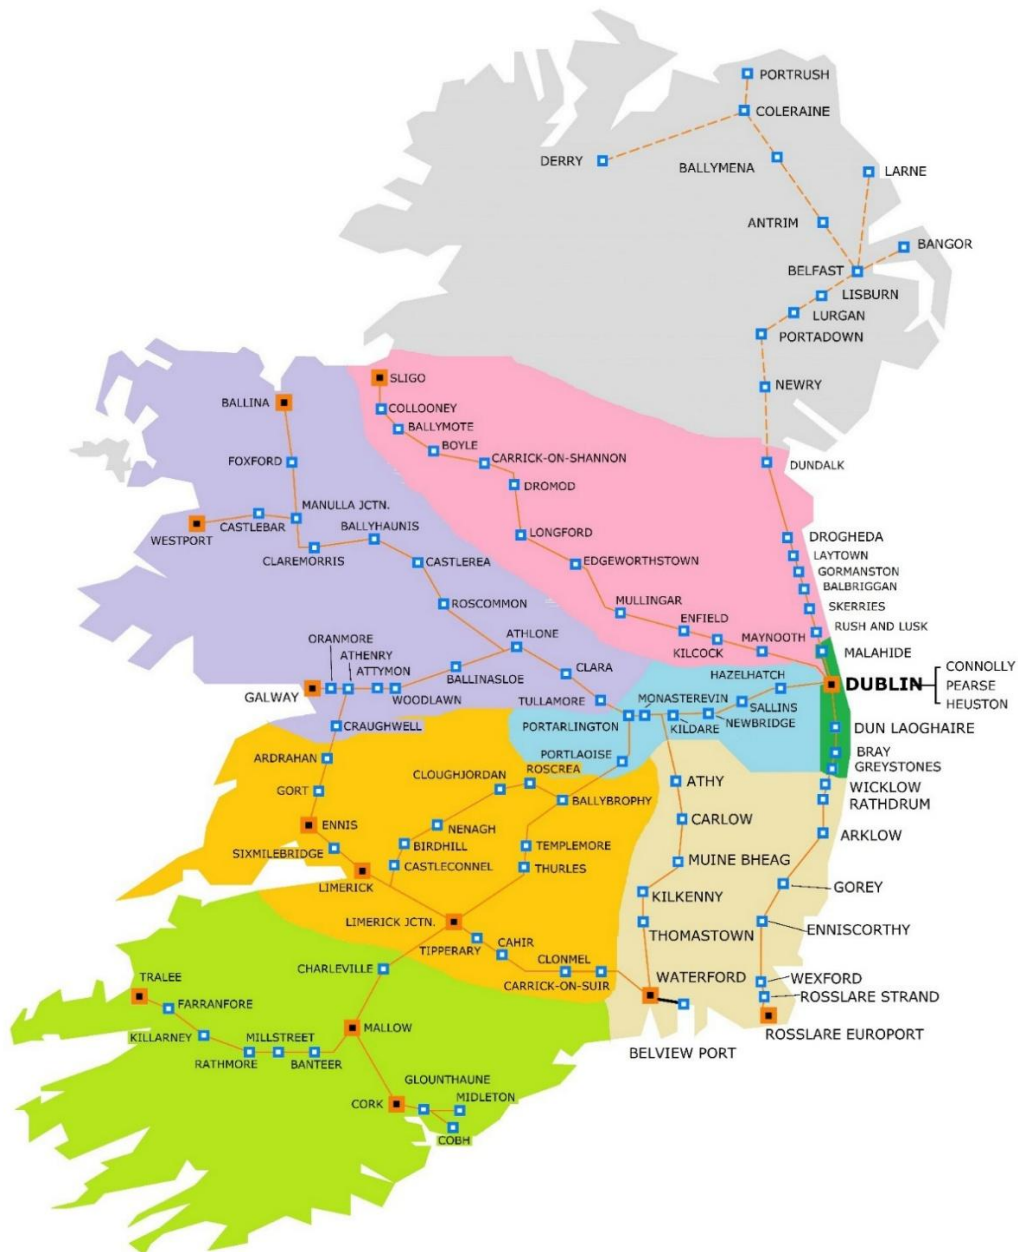 PORTRUSH
COLERAINE
DERRY
BALLYMENA
LARNE
ANTRIM
BANGOR
BELFAST
LISBURN
LURGAN
PORTADOWN
NEWRY
SLIGO
BALLINA
COLLOONEY
BALLYMOTE
BOYLE
CARRICK-ON-SHANNON
FOXFORD
DUNDALK
DROMOD
MANULLA JCTN.
CASTLEBAR
BALLYHAUNIS
LONGFORD
WESTPORT
DROGHEDA
CLAREMORRIS
CASTLEREA
EDGEWORTHSTOWN
LAYTOWN
GORMANSTON
BALBRIGGAN
ROSCOMMON
MULLINGAR
SKERRIES
ENFIELD
RUSH AND LUSK
ATHLONE
MAYNOOTH
ORANMORE
ATHENRY
KILCOCK
MALAHIDE
ATTYMON
CLARA
HAZELHATCH
CONNOLLY
BALLINASLOE
DUBLIN
PEARSE
GALWAY
WOODLAWN
TULLAMORE
MONASTEREVIN
SALLINS
HEUSTON
CRAUGHWELL
PORTARLINGTON
KILDARE
NEWBRIDGE
DUN LAOGHAIRE
ARDRAHAN
PORTLAOISE
BRAY
CLOUGHJORDAN
ROSCREA
GREYSTONES
GORT
ATHY
WICKLOW
BALLYBROPHY
RATHDRUM
ENNIS
NENAGH
CARLOW
ARKLOW
SIXMILEBRIDGE
BIRDHILL
TEMPLEMORE
CASTLECONNEL
THURLES
MUINE BHEAG
LIMERICK
GOREY
KILKENNY
LIMERICK JCTN.
TIPPERARY
CAHIR
THOMASTOWN
ENNISCORTHY
CHARLEVILLE
CLONMEL
TRALEE
CARRICK-ON-SUIR
WATERFORD
WEXFORD
FARRANFORE
ROSSLARE STRAND
MALLOW
KILLARNEY
MILLSTREET
ROSSLARE EUROPORT
RATHMORE
BANTEER
BELVIEW PORT
GLOUNTHAUNE
CORK
MIDLETON
COBH